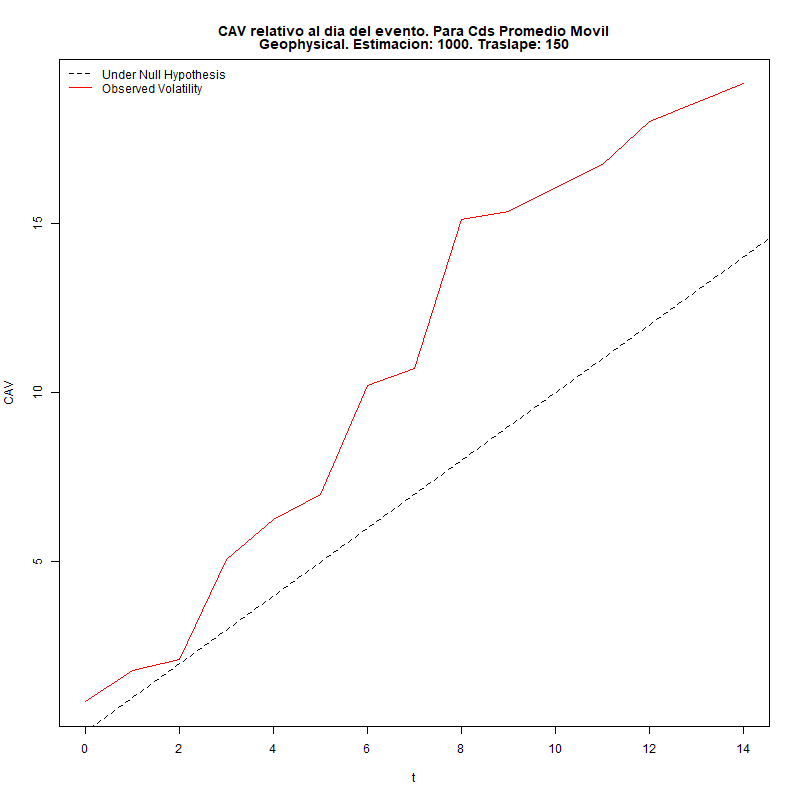 CAV relativo al dia del evento. Para Cds Promedio Movil
Geophysical. Estimacion: 1000. Traslape: 150
Under Null Hypothesis
Observed Volatility
15
10
5
CAV
0 2 4 6 8 10 12 14
t